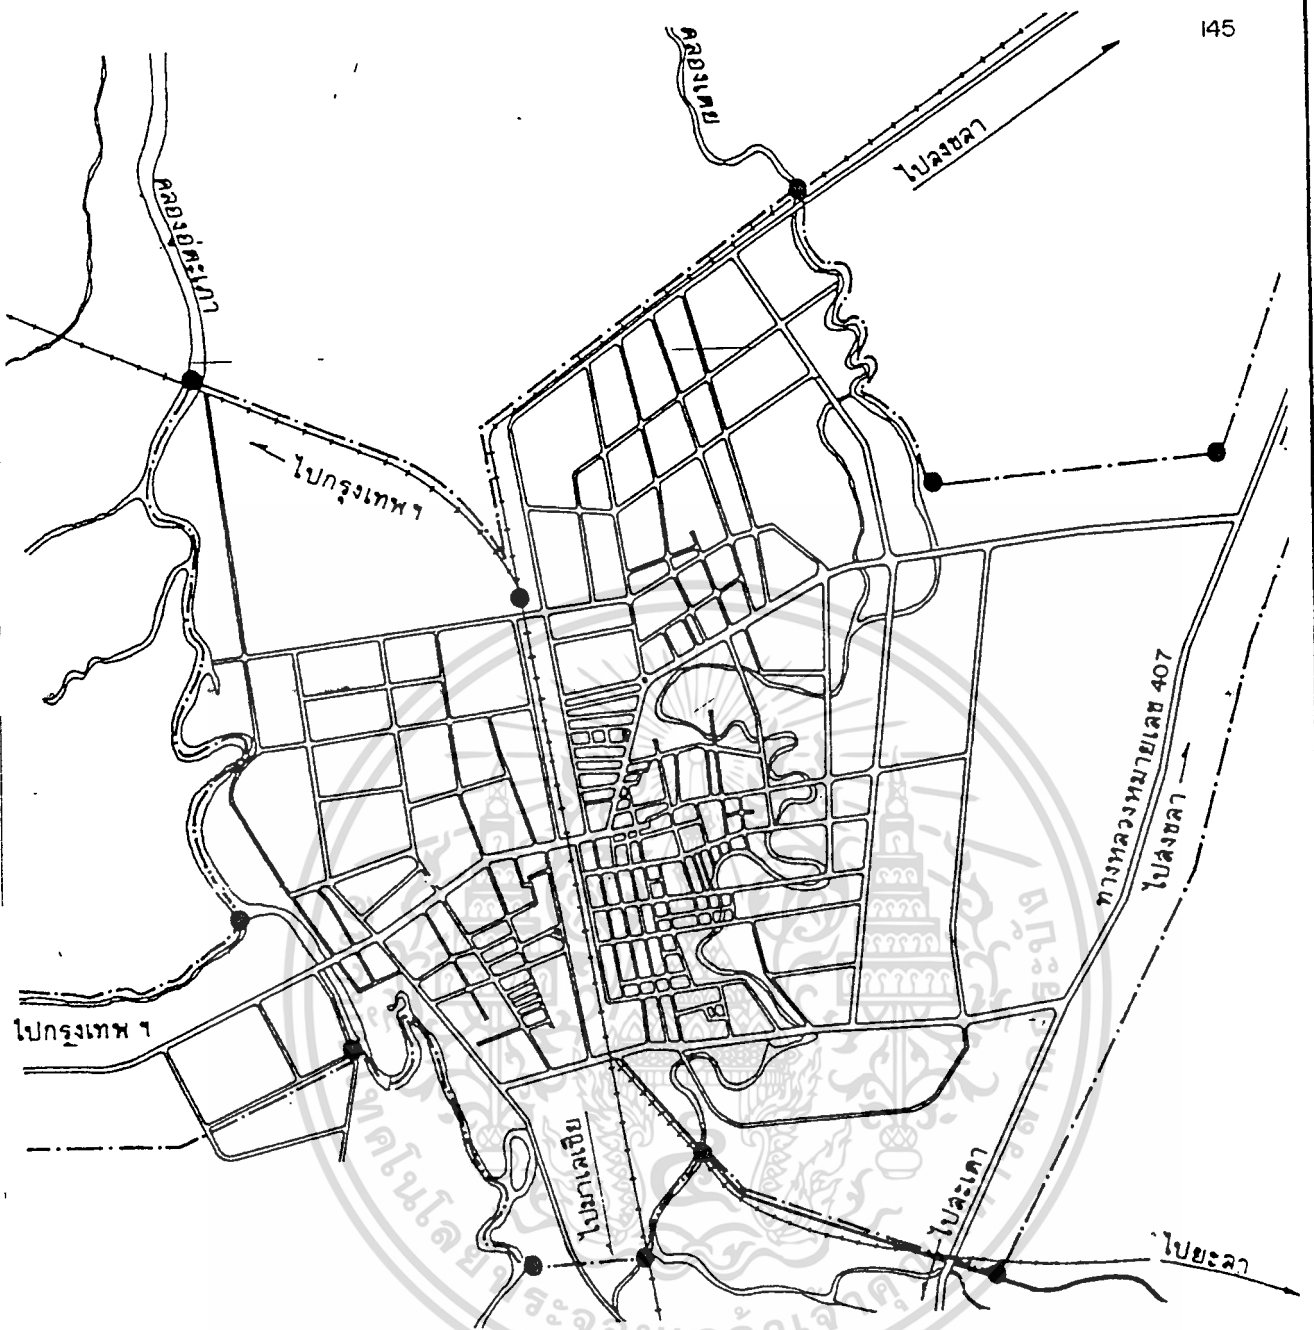 145
คลองเตย
ไปสงขลา
คลองอู่ตะเภา
ไปกรุงเทพฯ
ทางหลวงหมายเลข 407
ไปสงขลา
ไปกรุงเทพฯ
ไปมาเลเซีย
ไปสะเดา
ไปยะลา